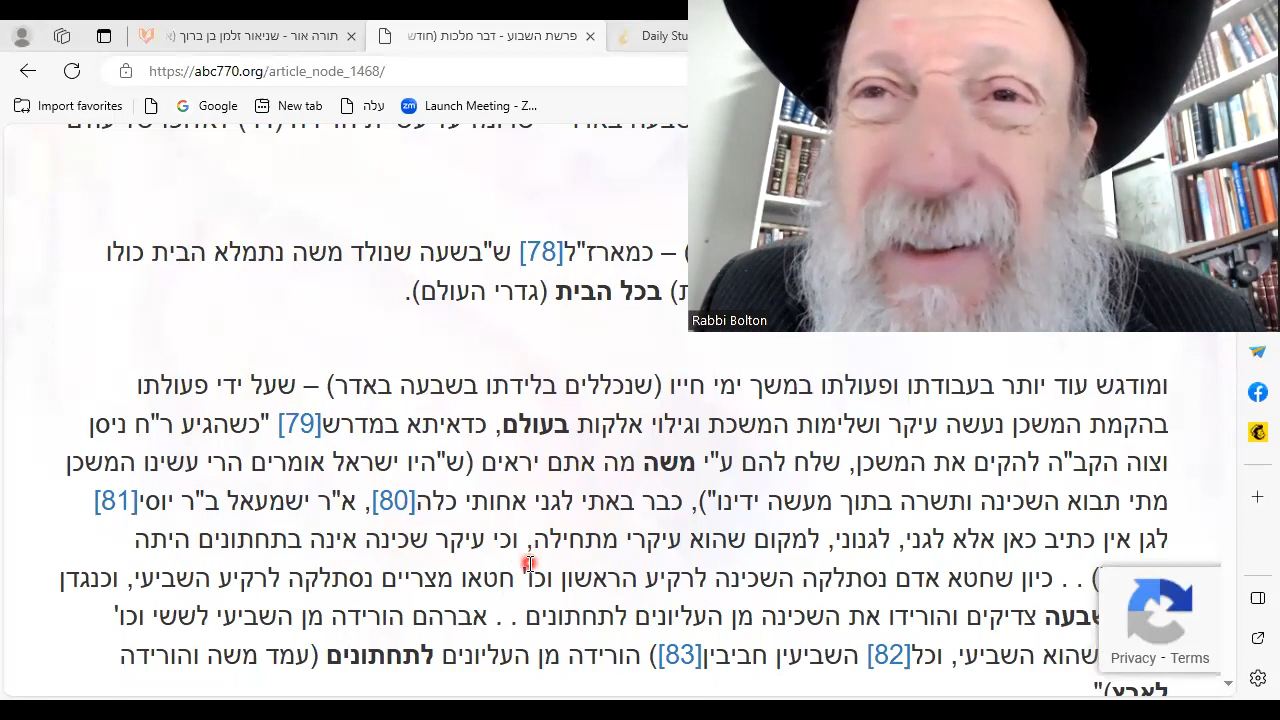 תורה אור - שניאור זלמן בן ברוך (א
פרשת השבוע - דבר מלכות (חודש
Daily Stu
https://abc770.org/article_node_1468/
Import favorites
Google
New tab
עלה
Launch Meeting - Z...
Rabbi Bolton
) – כמארז"ל[78] ש"בשעה שנולד משה נתמלא הבית כולו
ת) בכל הבית (גדרי העולם).
ומודגש עוד יותר בעבודתו ופעולתו במשך ימי חייו (שנכללים בלידתו בשבעה באדר) – שעל ידי פעולתו
בהקמת המשכן נעשה עיקר ושלימות המשכת וגילוי אלקות בעולם, כדאיתא במדרש[79] "כשהגיע ר"ח ניסן
וצוה הקב"ה להקים את המשכן, שלח להם ע"י משה מה אתם יראים (ש"היו ישראל אומרים הרי עשינו המשכן
מתי תבוא השכינה ותשרה בתוך מעשה ידינו"), כבר באתי לגני אחותי כלה[80], א"ר ישמעאל ב"ר יוסי[81]
לגן אין כתיב כאן אלא לגני, לגנוני, למקום שהוא עיקרי מתחילה, וכי עיקר שכינה אינה בתחתונים היתה
) . . כיון שחטא אדם נסתלקה השכינה לרקיע הראשון וכו' חטאו מצריים נסתלקה לרקיע השביעי, וכנגדן
צדיקים והורידו את השכינה מן העליונים לתחתונים . . אברהם הורידה מן השביעי לששי וכו'
שהוא השביעי, וכל[82] השביעין חביבין[83]) הורידה מן העליונים לתחתונים (עמד משה והורידה
לארץ)"
Privacy - Terms